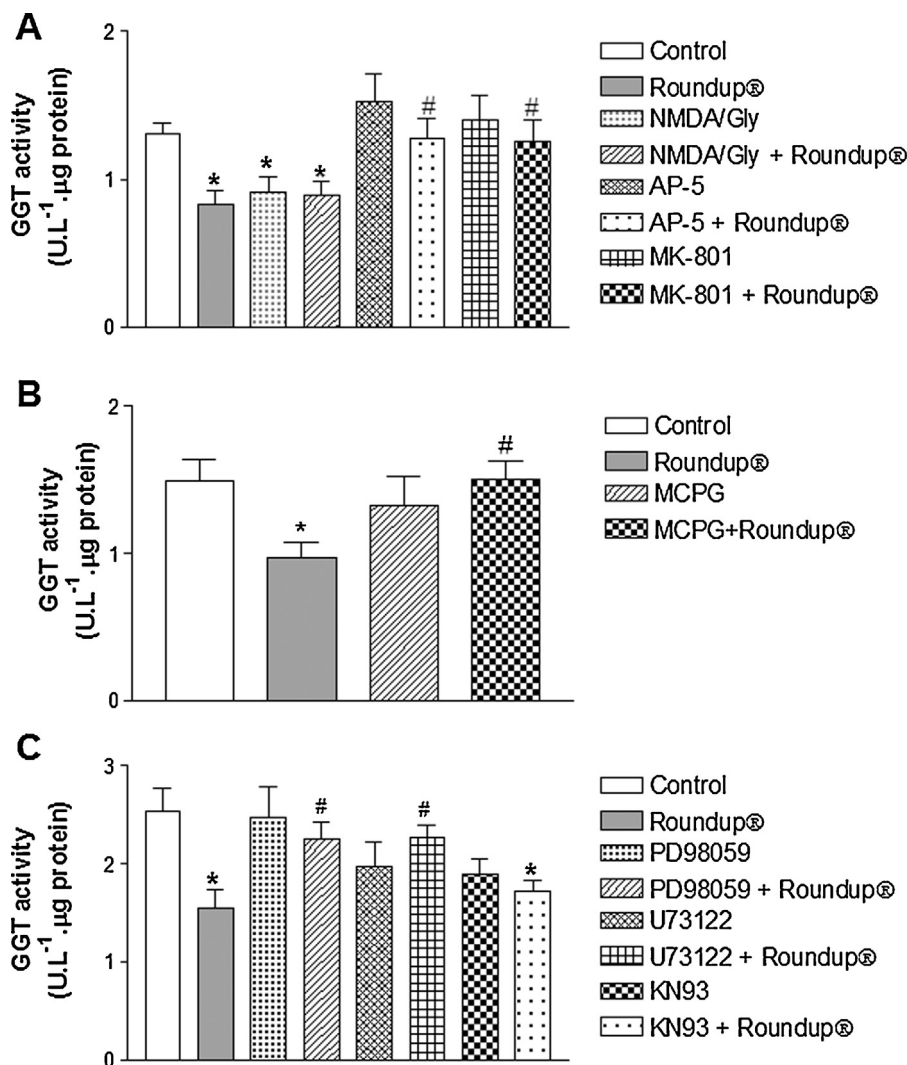 A
2
1
0
GGT activity
(U.L⁻¹.µg protein)
*
*
*
#
#
Control
Roundup®
NMDA/Gly
NMDA/Gly + Roundup®
AP-5
AP-5 + Roundup®
MK-801
MK-801 + Roundup®
B
2
1
0
GGT activity
(U.L⁻¹.µg protein)
*
#
Control
Roundup®
MCPG
MCPG+Roundup®
C
3
2
1
0
GGT activity
(U.L⁻¹.µg protein)
*
#
#
*
Control
Roundup®
PD98059
PD98059 + Roundup®
U73122
U73122 + Roundup®
KN93
KN93 + Roundup®